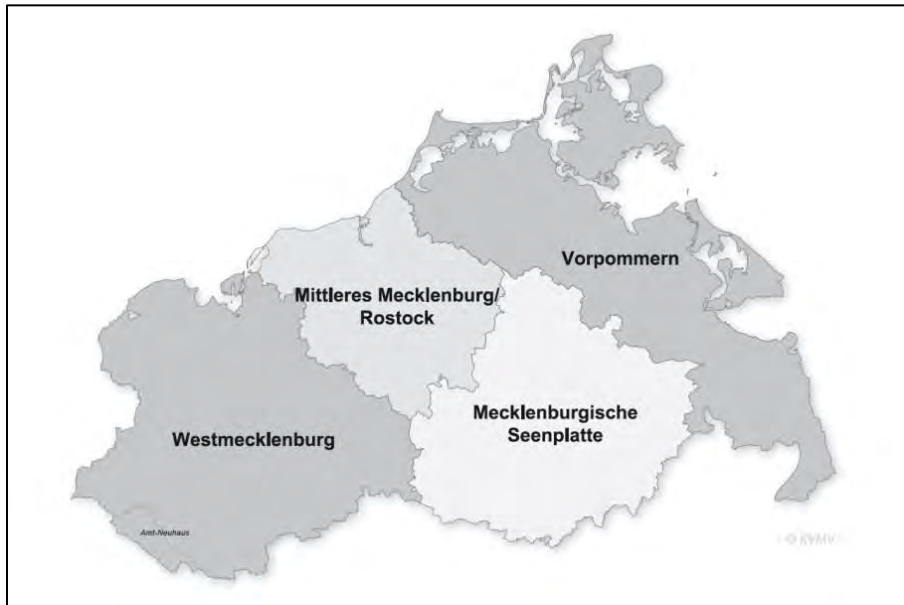 Vorpommern
Mittleres Mecklenburg/
Rostock
Mecklenburgische
Seenplatte
Westmecklenburg
Amt-Neuhaus
© KVMV